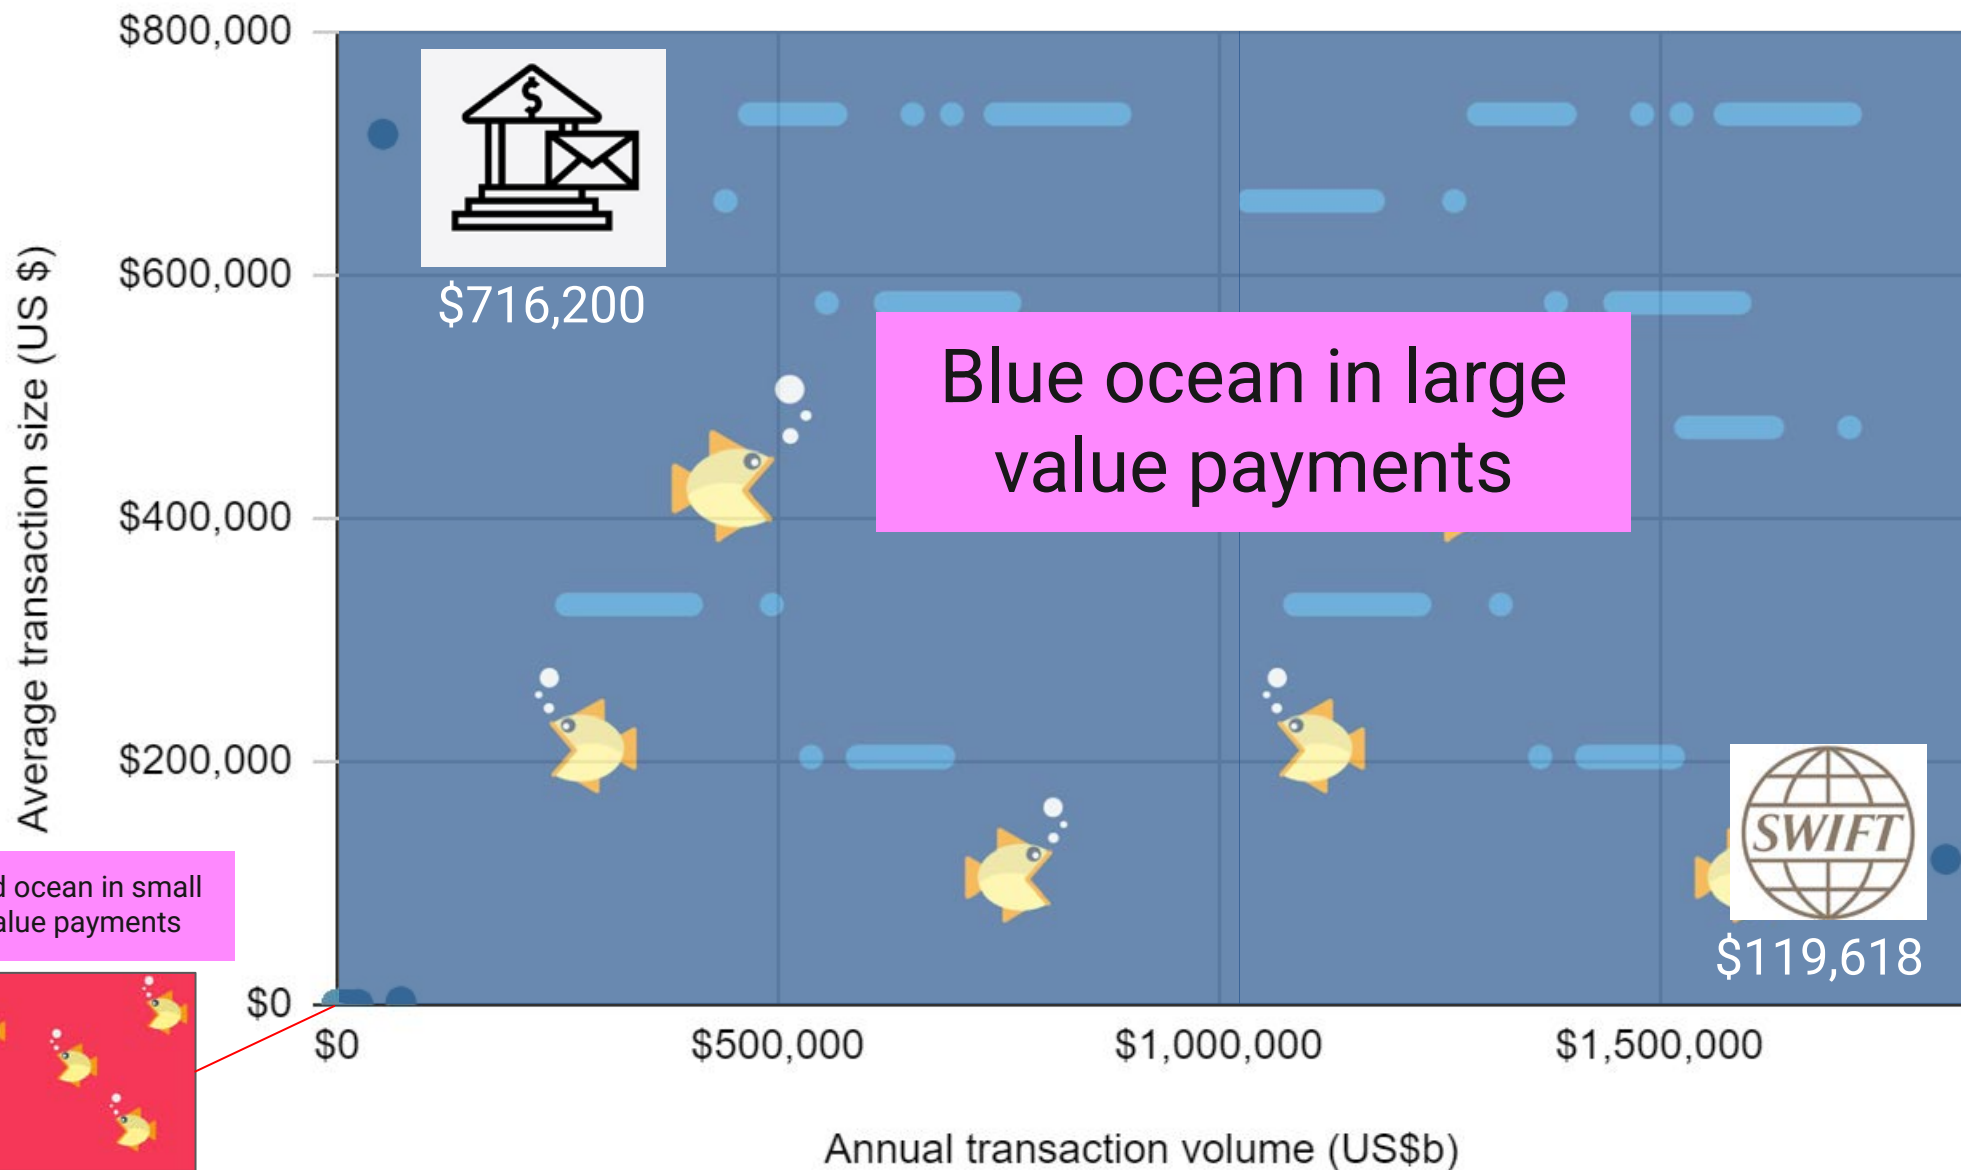 $800,000
$600,000
$400,000
$200,000
$0
Average transaction size (US $)
$
$716,200
Blue ocean in large
value payments
SWIFT
$119,618
ocean in small
payments
$0
$500,000
$1,000,000
$1,500,000
Annual transaction volume (US$b)